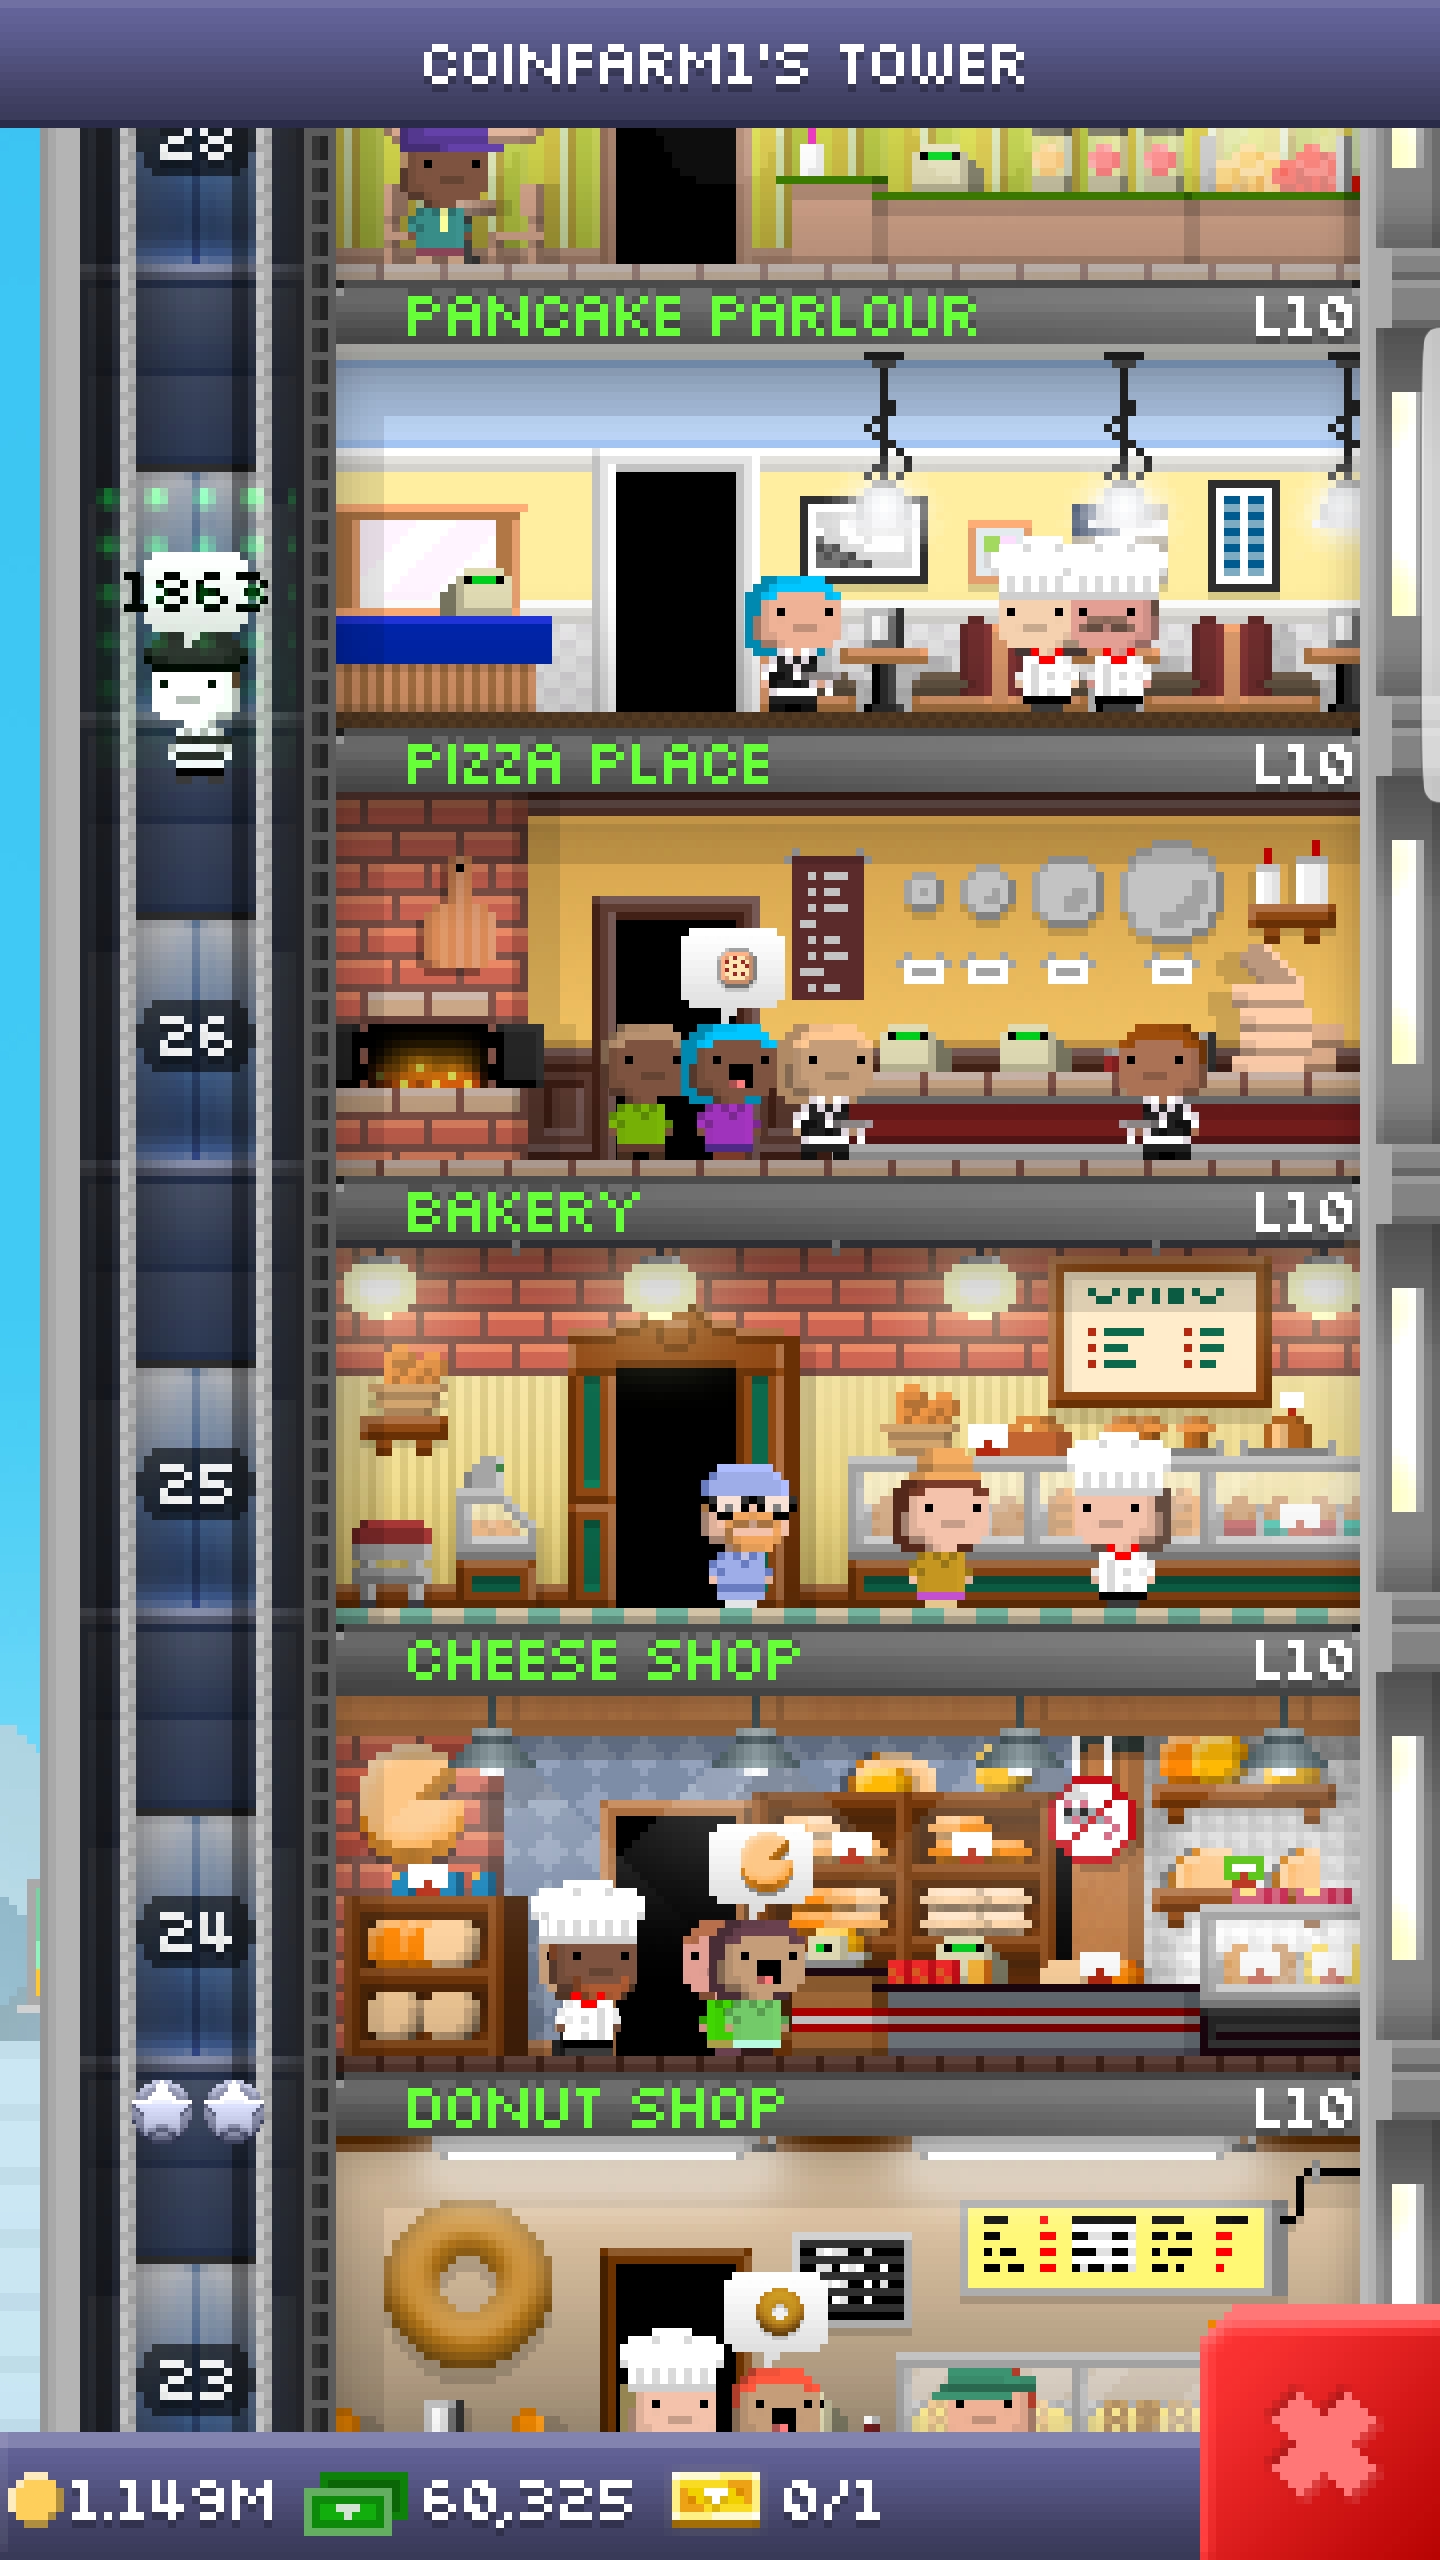 COINFARM1'S TOWER
28
PANCAKE PARLOUR L10
1863
PIZZA PLACE L10
26
BAKERY L10
25
CHEESE SHOP L10
24
DONUT SHOP L10
23
1.149M 60,325 0/1